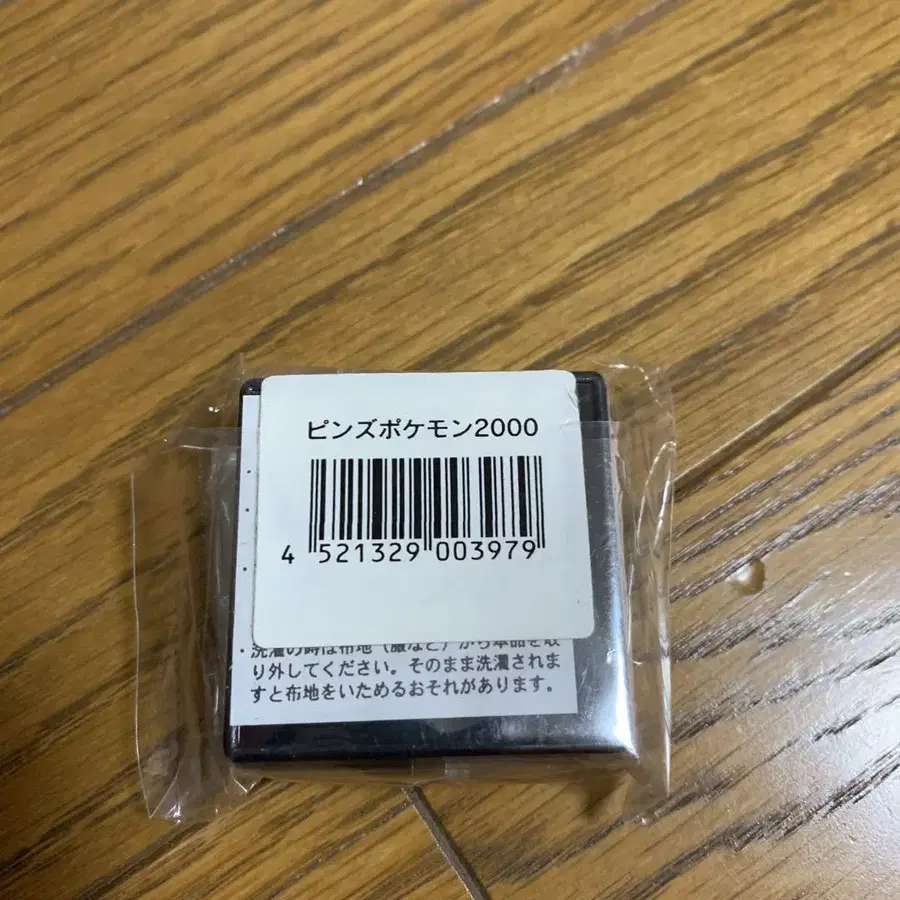 ピンズポケモン2000
4 521329 003979
洗濯の時は布地（服など）から本品を取
り外してください。そのまま洗濯されま
すと布地をいためるおそれがあります。